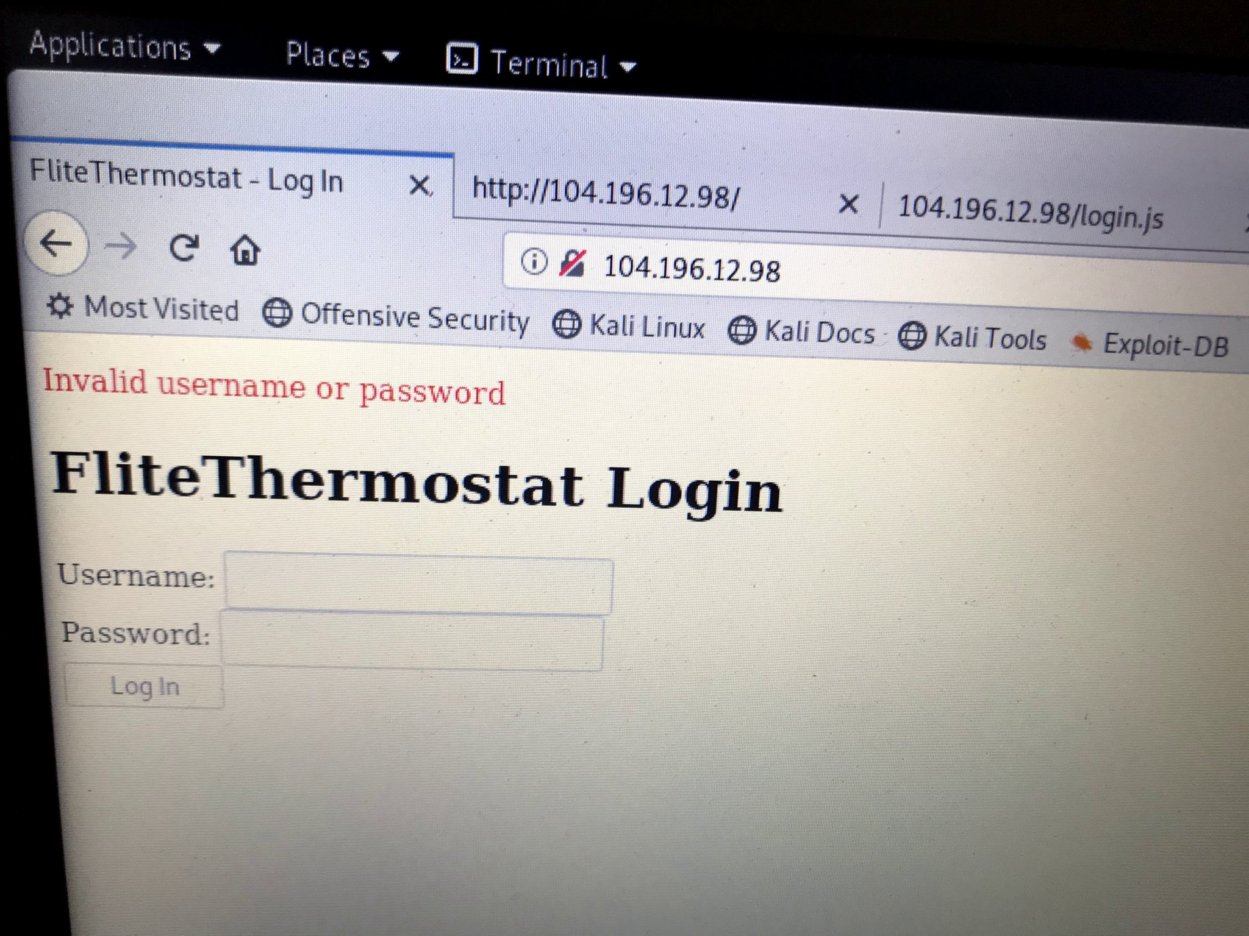 Applications Places Terminal
FliteThermostat - Log In http://104.196.12.98/ 104.196.12.98/login.js
104.196.12.98
Most Visited Offensive Security Kali Linux Kali Docs Kali Tools Exploit-DB
Invalid username or password
FliteThermostat Login
Username:
Password:
Log In